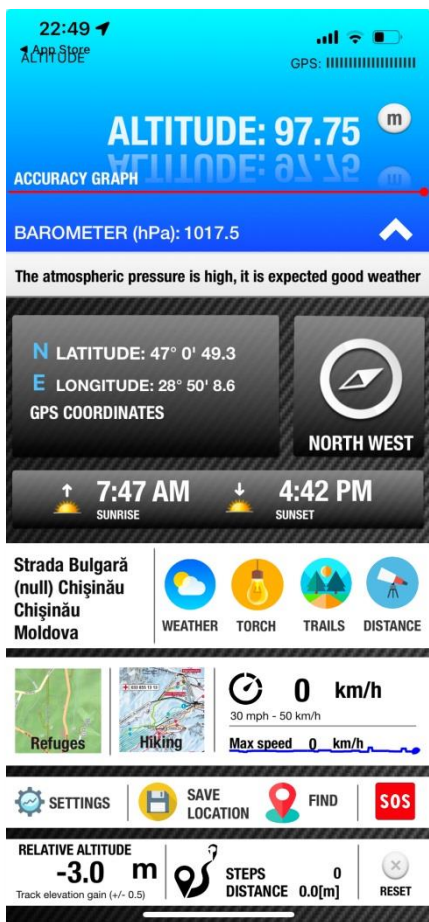 22:49
◀ App Store
ALTITUDE
GPS:
ALTITUDE: 97.75
m
ACCURACY GRAPH
BAROMETER (hPa): 1017.5
The atmospheric pressure is high, it is expected good weather
N LATITUDE: 47° 0' 49.3
E LONGITUDE: 28° 50' 8.6
GPS COORDINATES
NORTH WEST
7:47 AM
SUNRISE
4:42 PM
SUNSET
Strada Bulgară
(null) Chişinău
Chişinău
Moldova
WEATHER
TORCH
TRAILS
DISTANCE
Refuges
Hiking
0 km/h
30 mph - 50 km/h
Max speed 0 km/h
SETTINGS
SAVE
LOCATION
FIND
SOS
RELATIVE ALTITUDE
-3.0 m
Track elevation gain (+/- 0.5)
STEPS 0
DISTANCE 0.0[m]
RESET